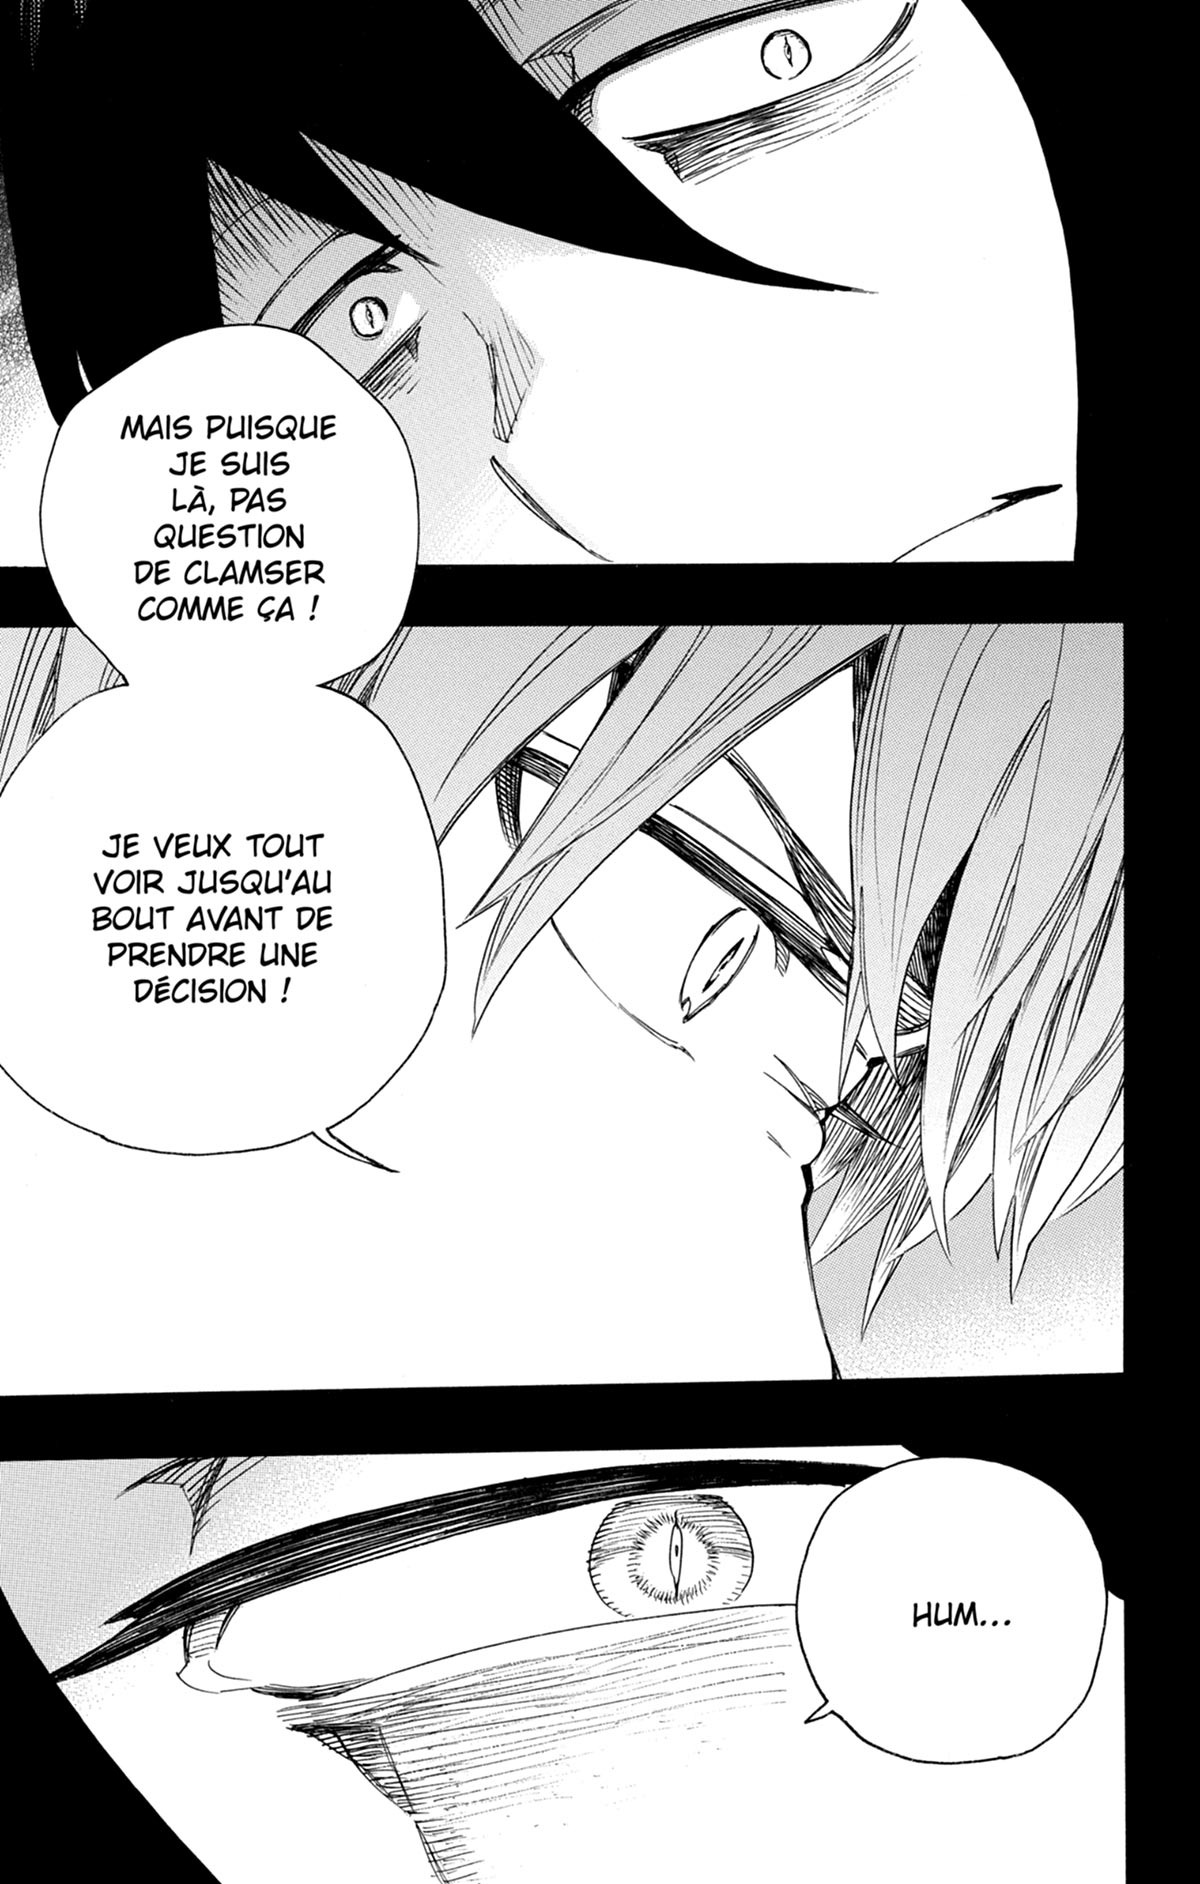 MAIS PUISQUE
JE SUIS
LÀ, PAS
QUESTION
DE CLAMSER
COMME ÇA !
JE VEUX TOUT
VOIR JUSQU'AU
BOUT AVANT DE
PRENDRE UNE
DÉCISION !
HUM...